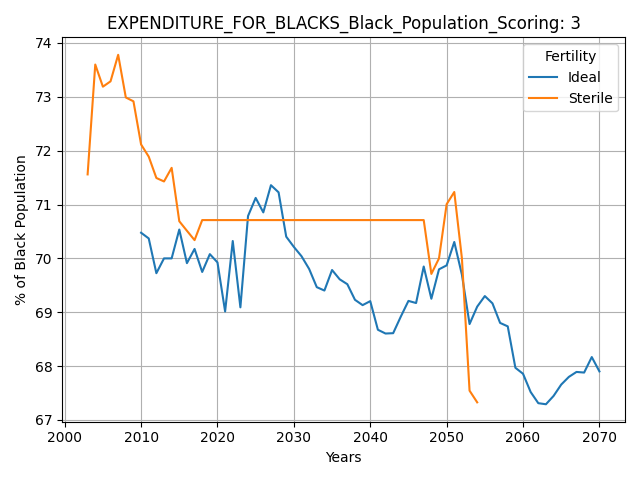 EXPENDITURE_FOR_BLACKS_Black_Population_Scoring: 3
Fertility
Ideal
Sterile
% of Black Population
74
73
72
71
70
69
68
67
2000 2010 2020 2030 2040 2050 2060 2070
Years